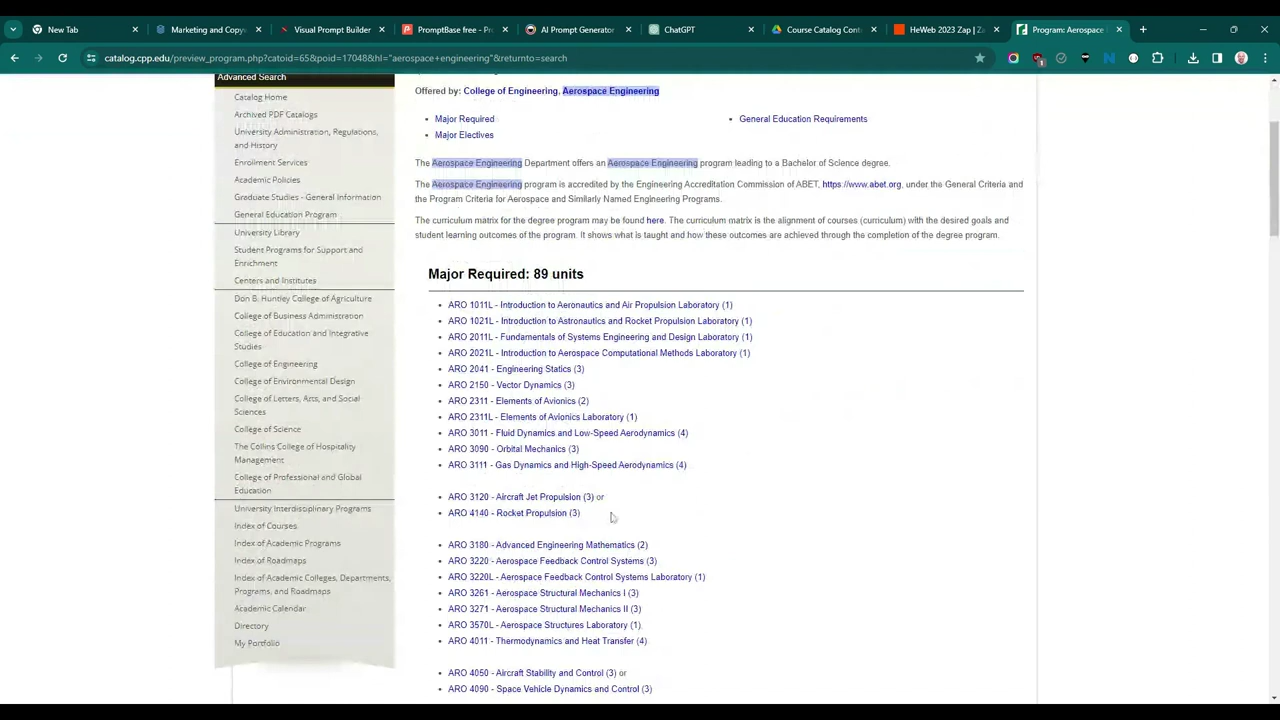 New Tab
Marketing and Copyv
Visual Prompt Builder
PromptBase free - Pro
AI Prompt Generator
ChatGPT
Course Catalog Cont
HeWeb 2023 Zap | Za
Program: Aerospace
catalog.cpp.edu/preview_program.php?catoid=65&poid=17048&hl="aerospace+engineering"&returnto=search
Advanced Search
Catalog Home
Archived PDF Catalogs
University Administration, Regulations,
and History
Enrollment Services
Academic Policies
Graduate Studies - General Information
General Education Program
University Library
Student Programs for Support and
Enrichment
Centers and Institutes
Don B. Huntley College of Agriculture
College of Business Administration
College of Education and Integrative
Studies
College of Engineering
College of Environmental Design
College of Letters, Arts, and Social
Sciences
College of Science
The Collins College of Hospitality
Management
College of Professional and Global
Education
University Interdisciplinary Programs
Index of Courses
Index of Academic Programs
Index of Roadmaps
Index of Academic Colleges, Departments,
Programs, and Roadmaps
Academic Calendar
Directory
My Portfolio
Offered by: College of Engineering, Aerospace Engineering
• Major Required
• Major Electives
• General Education Requirements
The Aerospace Engineering Department offers an Aerospace Engineering program leading to a Bachelor of Science degree.
The Aerospace Engineering program is accredited by the Engineering Accreditation Commission of ABET, https://www.abet.org, under the General Criteria and
the Program Criteria for Aerospace and Similarly Named Engineering Programs.
The curriculum matrix for the degree program may be found here. The curriculum matrix is the alignment of courses (curriculum) with the desired goals and
student learning outcomes of the program. It shows what is taught and how these outcomes are achieved through the completion of the degree program.
Major Required: 89 units
• ARO 1011L - Introduction to Aeronautics and Air Propulsion Laboratory (1)
• ARO 1021L - Introduction to Astronautics and Rocket Propulsion Laboratory (1)
• ARO 2011L - Fundamentals of Systems Engineering and Design Laboratory (1)
• ARO 2021L - Introduction to Aerospace Computational Methods Laboratory (1)
• ARO 2041 - Engineering Statics (3)
• ARO 2150 - Vector Dynamics (3)
• ARO 2311 - Elements of Avionics (2)
• ARO 2311L - Elements of Avionics Laboratory (1)
• ARO 3011 - Fluid Dynamics and Low-Speed Aerodynamics (4)
• ARO 3090 - Orbital Mechanics (3)
• ARO 3111 - Gas Dynamics and High-Speed Aerodynamics (4)
• ARO 3120 - Aircraft Jet Propulsion (3) or
• ARO 4140 - Rocket Propulsion (3)
• ARO 3180 - Advanced Engineering Mathematics (2)
• ARO 3220 - Aerospace Feedback Control Systems (3)
• ARO 3220L - Aerospace Feedback Control Systems Laboratory (1)
• ARO 3261 - Aerospace Structural Mechanics I (3)
• ARO 3271 - Aerospace Structural Mechanics II (3)
• ARO 3570L - Aerospace Structures Laboratory (1)
• ARO 4011 - Thermodynamics and Heat Transfer (4)
• ARO 4050 - Aircraft Stability and Control (3) or
• ARO 4090 - Space Vehicle Dynamics and Control (3)